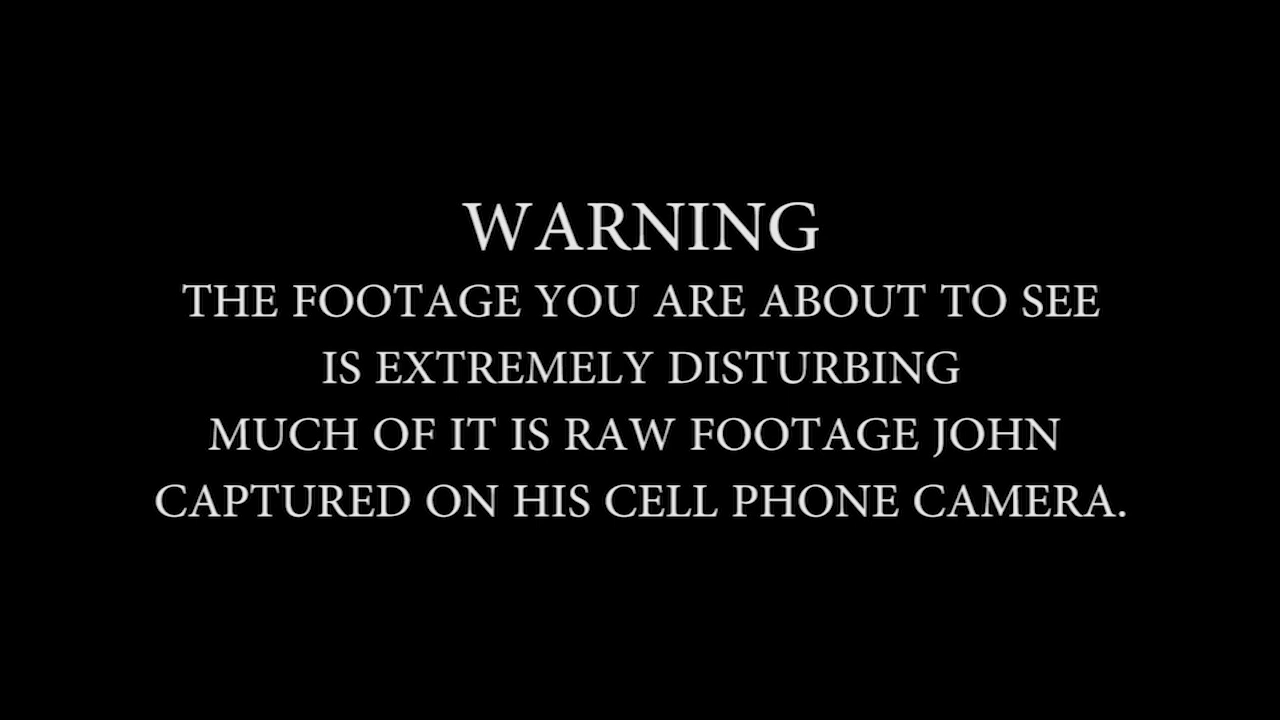 WARNING
THE FOOTAGE YOU ARE ABOUT TO SEE
IS EXTREMELY DISTURBING
MUCH OF IT IS RAW FOOTAGE JOHN
CAPTURED ON HIS CELL PHONE CAMERA.